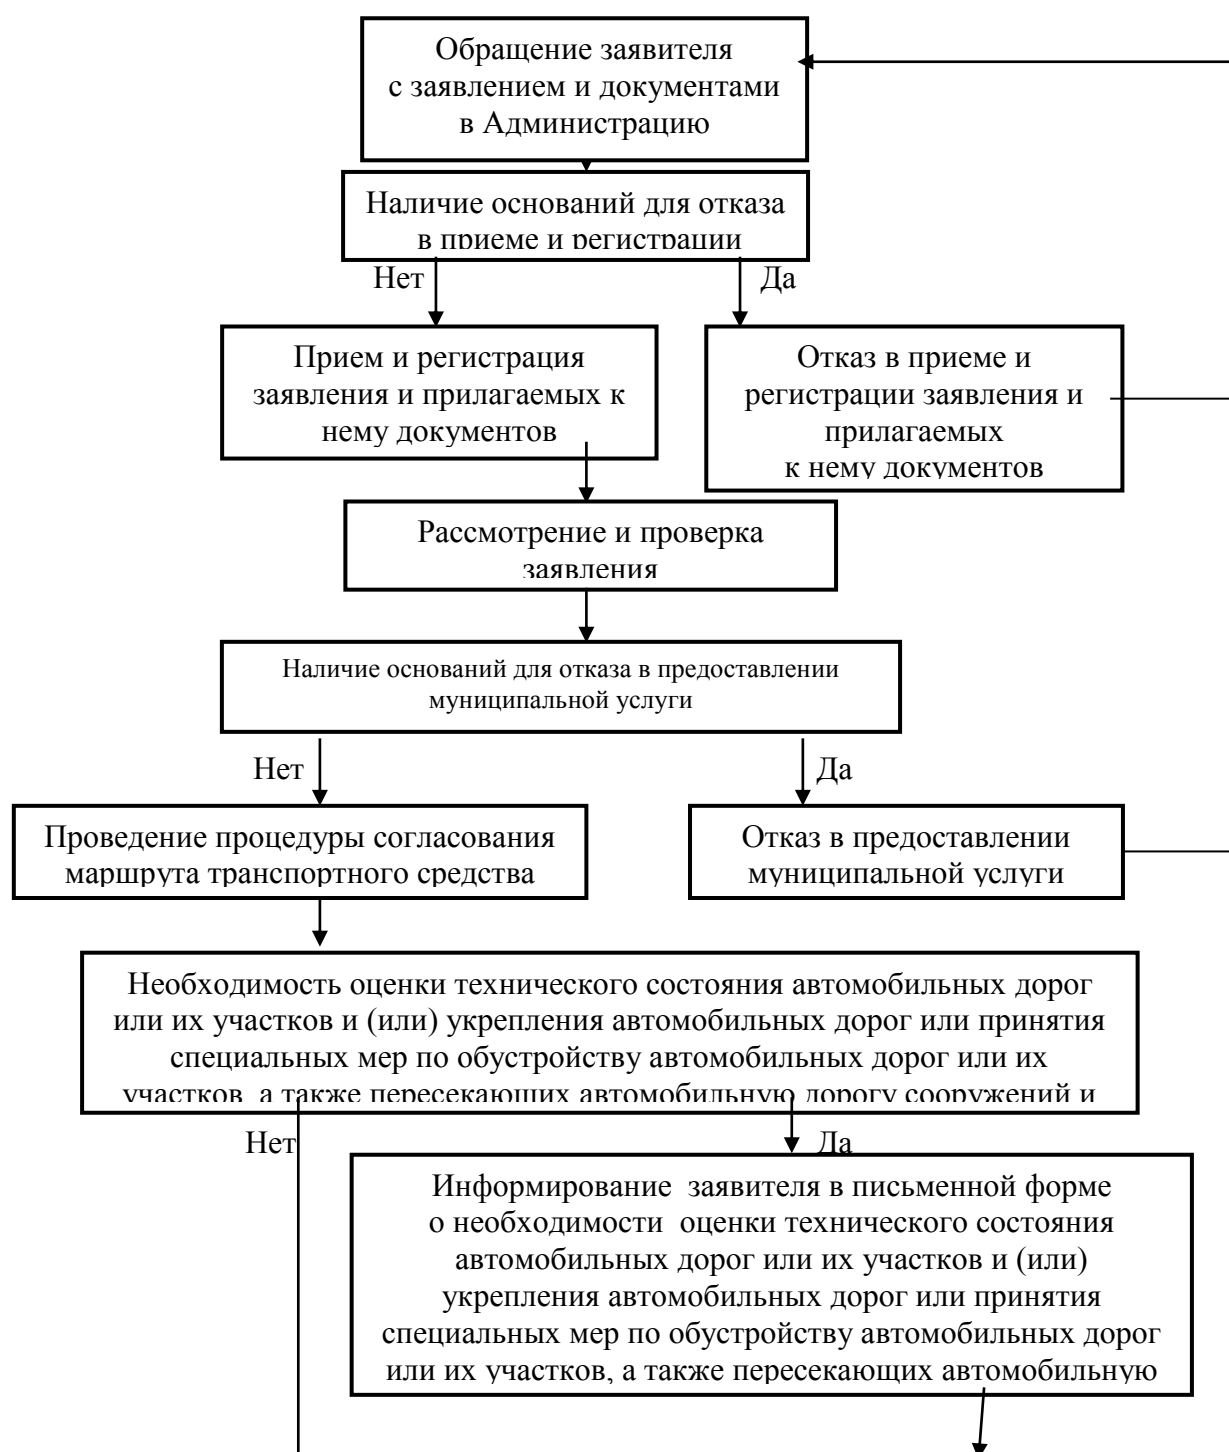 Обращение заявителя
с заявлением и документами
в Администрацию
Наличие оснований для отказа
в приеме и регистрации
Нет
Да
Прием и регистрация
заявления и прилагаемых к
нему документов
Отказ в приеме и
регистрации заявления и
прилагаемых
к нему документов
Рассмотрение и проверка
заявления
Наличие оснований для отказа в предоставлении
муниципальной услуги
Нет
Да
Проведение процедуры согласования
маршрута транспортного средства
Отказ в предоставлении
муниципальной услуги
Необходимость оценки технического состояния автомобильных дорог
или их участков и (или) укрепления автомобильных дорог или принятия
специальных мер по обустройству автомобильных дорог или их
участков, а также пересекающих автомобильную дорогу сооружений и
Нет
Да
Информирование заявителя в письменной форме
о необходимости оценки технического состояния
автомобильных дорог или их участков и (или)
укрепления автомобильных дорог или принятия
специальных мер по обустройству автомобильных дорог
или их участков, а также пересекающих автомобильную